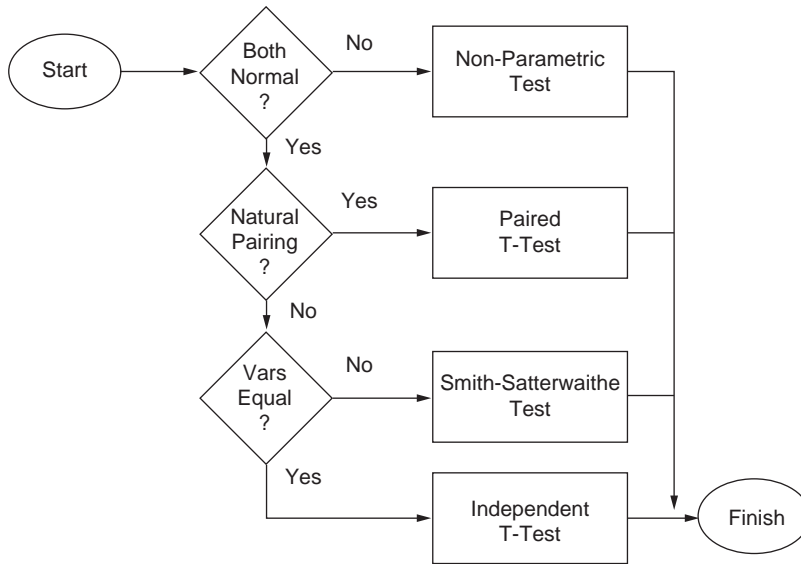 Start
Both
Normal
?
No
Non-Parametric
Test
Yes
Natural
Pairing
?
Yes
Paired
T-Test
No
Vars
Equal
?
No
Smith-Satterwaithe
Test
Yes
Independent
T-Test
Finish